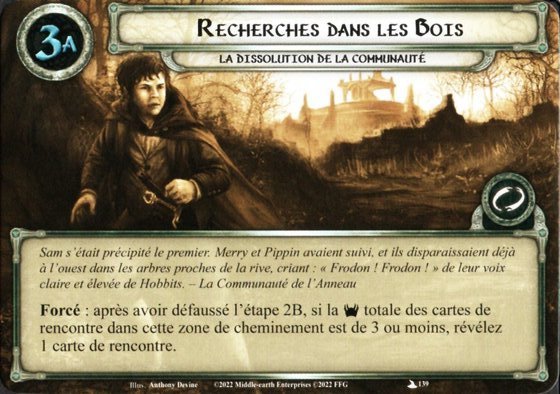 3A
RECHERCHES DANS LES BOIS
LA DISSOLUTION DE LA COMMUNAUTÉ
Sam s'était précipité le premier. Merry et Pippin avaient suivi, et ils disparaissaient déjà
à l'ouest dans les arbres proches de la rive, criant : « Frodon ! Frodon ! » de leur voix
claire et élevée de Hobbits. – La Communauté de l'Anneau
Forcé : après avoir défaussé l'étape 2B, si la totale des cartes de
rencontre dans cette zone de cheminement est de 3 ou moins, révélez
1 carte de rencontre.
Illus. Anthony Devine ©2022 Middle-earth Enterprises ©2022 FFG 139